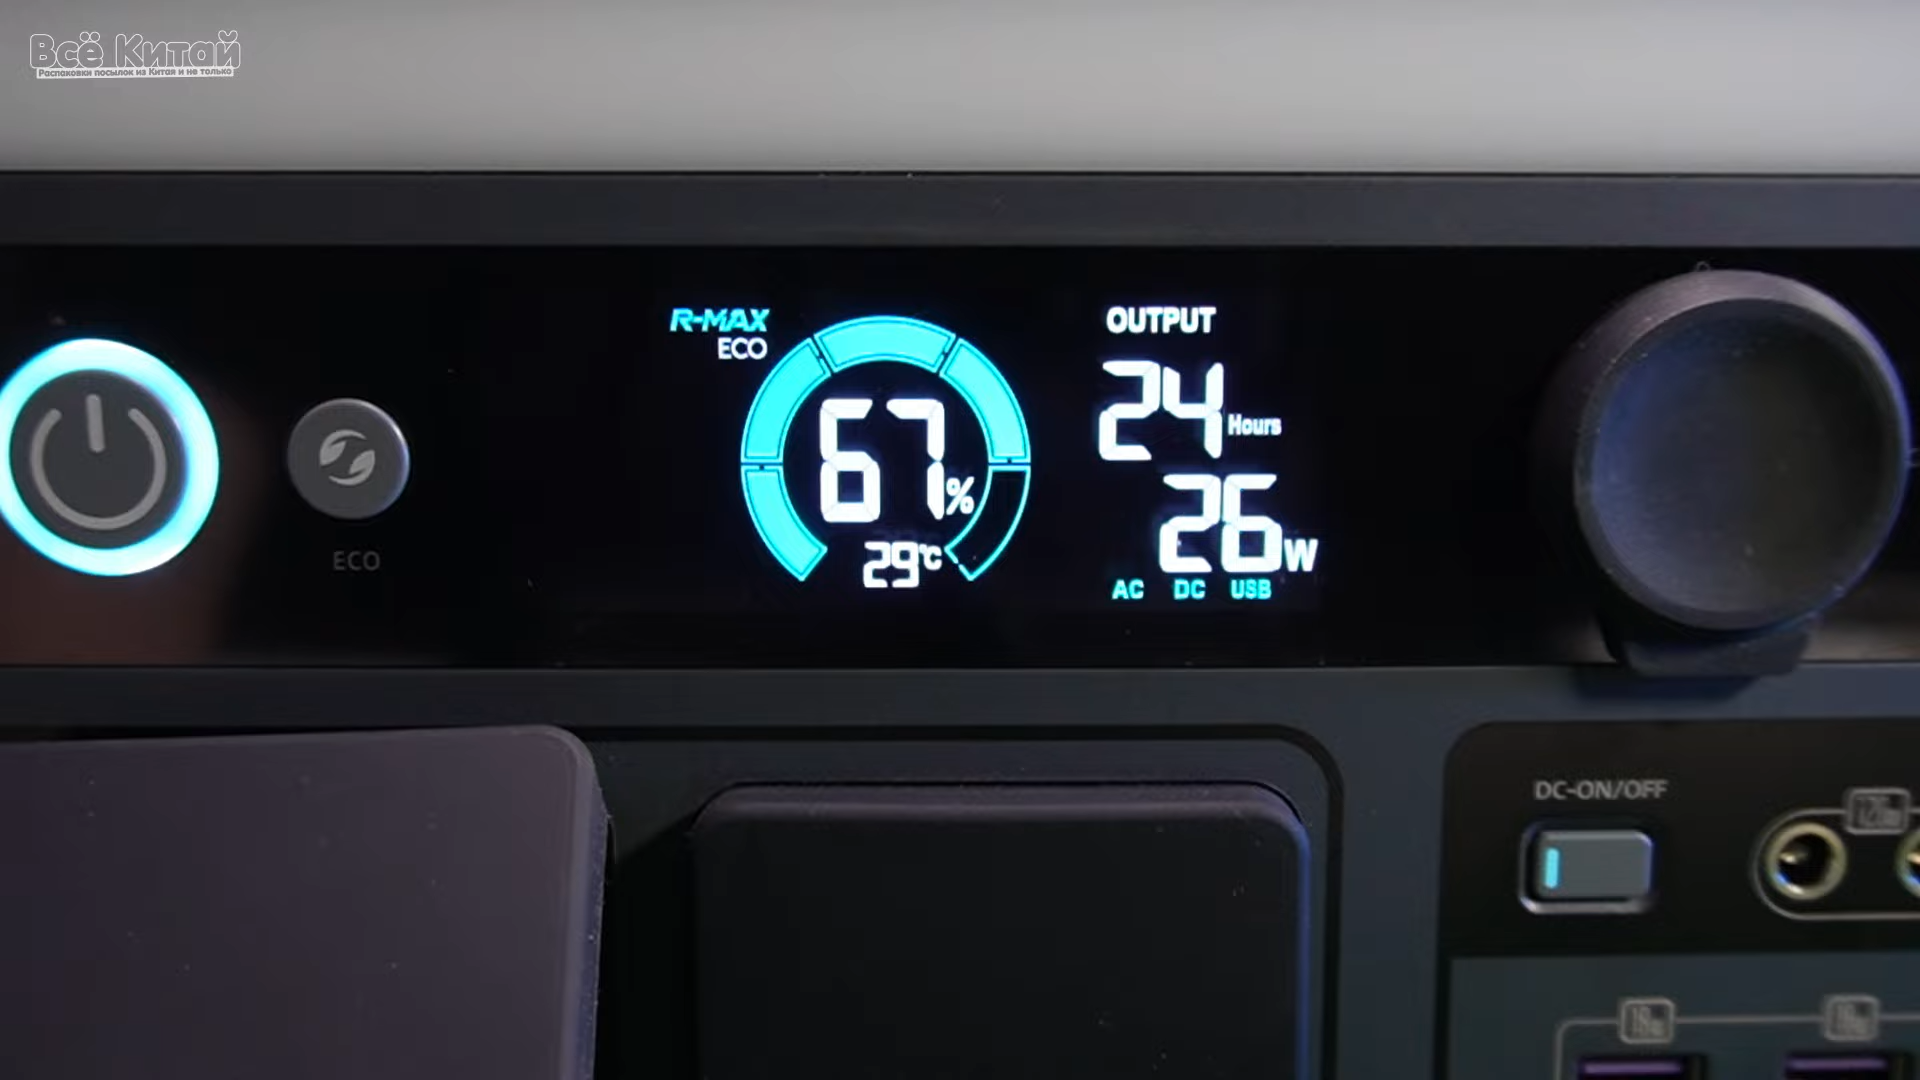 Всё Китай
Распаковки посылок из Китая и не только
R-MAX
ECO
67%
29°C
OUTPUT
24 Hours
26W
AC DC USB
ECO
DC-ON/OFF